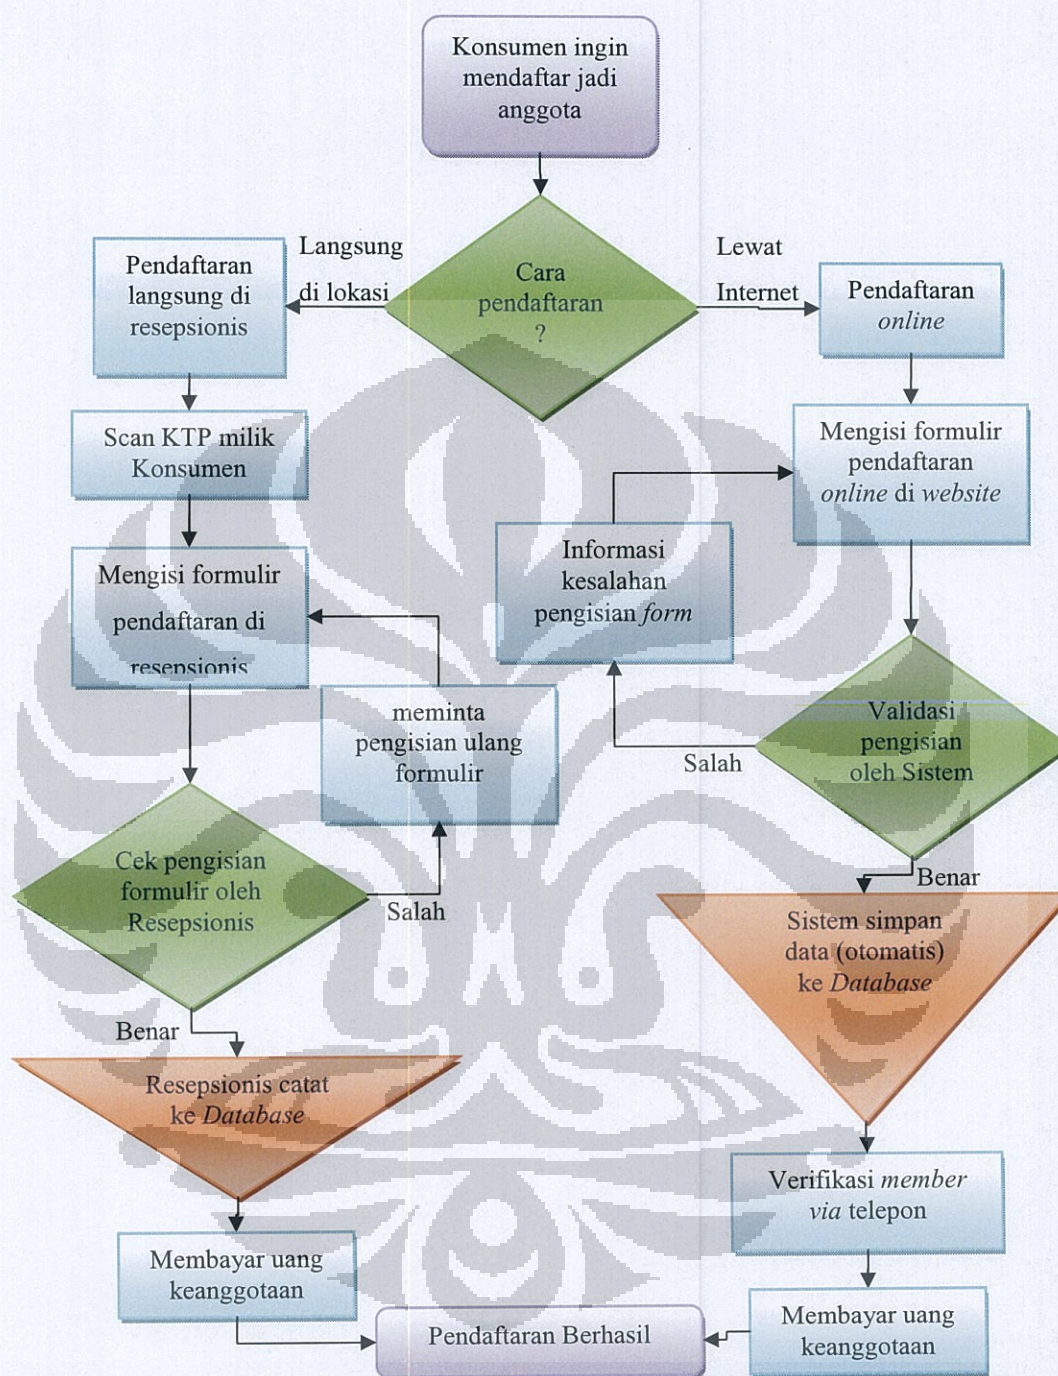 Konsumen ingin
mendaftar jadi
anggota
Cara
pendaftaran
?
Langsung
di lokasi
Lewat
Internet
Pendaftaran
langsung di
resepsionis
Scan KTP milik
Konsumen
Mengisi formulir
pendaftaran di
resepsionis
meminta
pengisian ulang
formulir
Cek pengisian
formulir oleh
Resepsionis
Salah
Benar
Resepsionis catat
ke Database
Membayar uang
keanggotaan
Pendaftaran
online
Mengisi formulir
pendaftaran
online di website
Informasi
kesalahan
pengisian form
Validasi
pengisian
oleh Sistem
Salah
Benar
Sistem simpan
data (otomatis)
ke Database
Verifikasi member
via telepon
Membayar uang
keanggotaan
Pendaftaran Berhasil